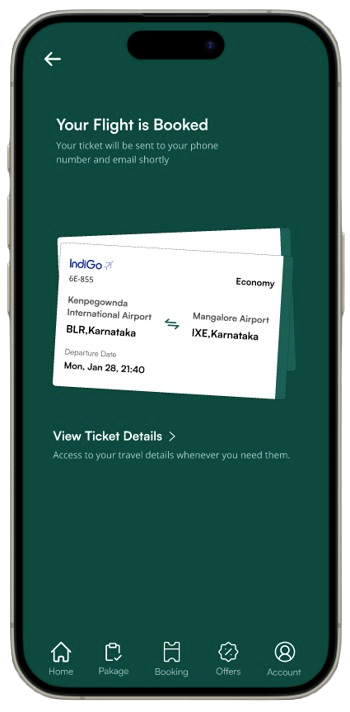 Your Flight is Booked
Your ticket will be sent to your phone
number and email shortly
IndiGo
6E-855
Economy
Kenpegownda
International Airport
BLR,Karnataka
Mangalore Airport
IXE,Karnataka
Departure Date
Mon, Jan 28, 21:40
View Ticket Details >
Access to your travel details whenever you need them.
Home
Pakage
Booking
Offers
Account